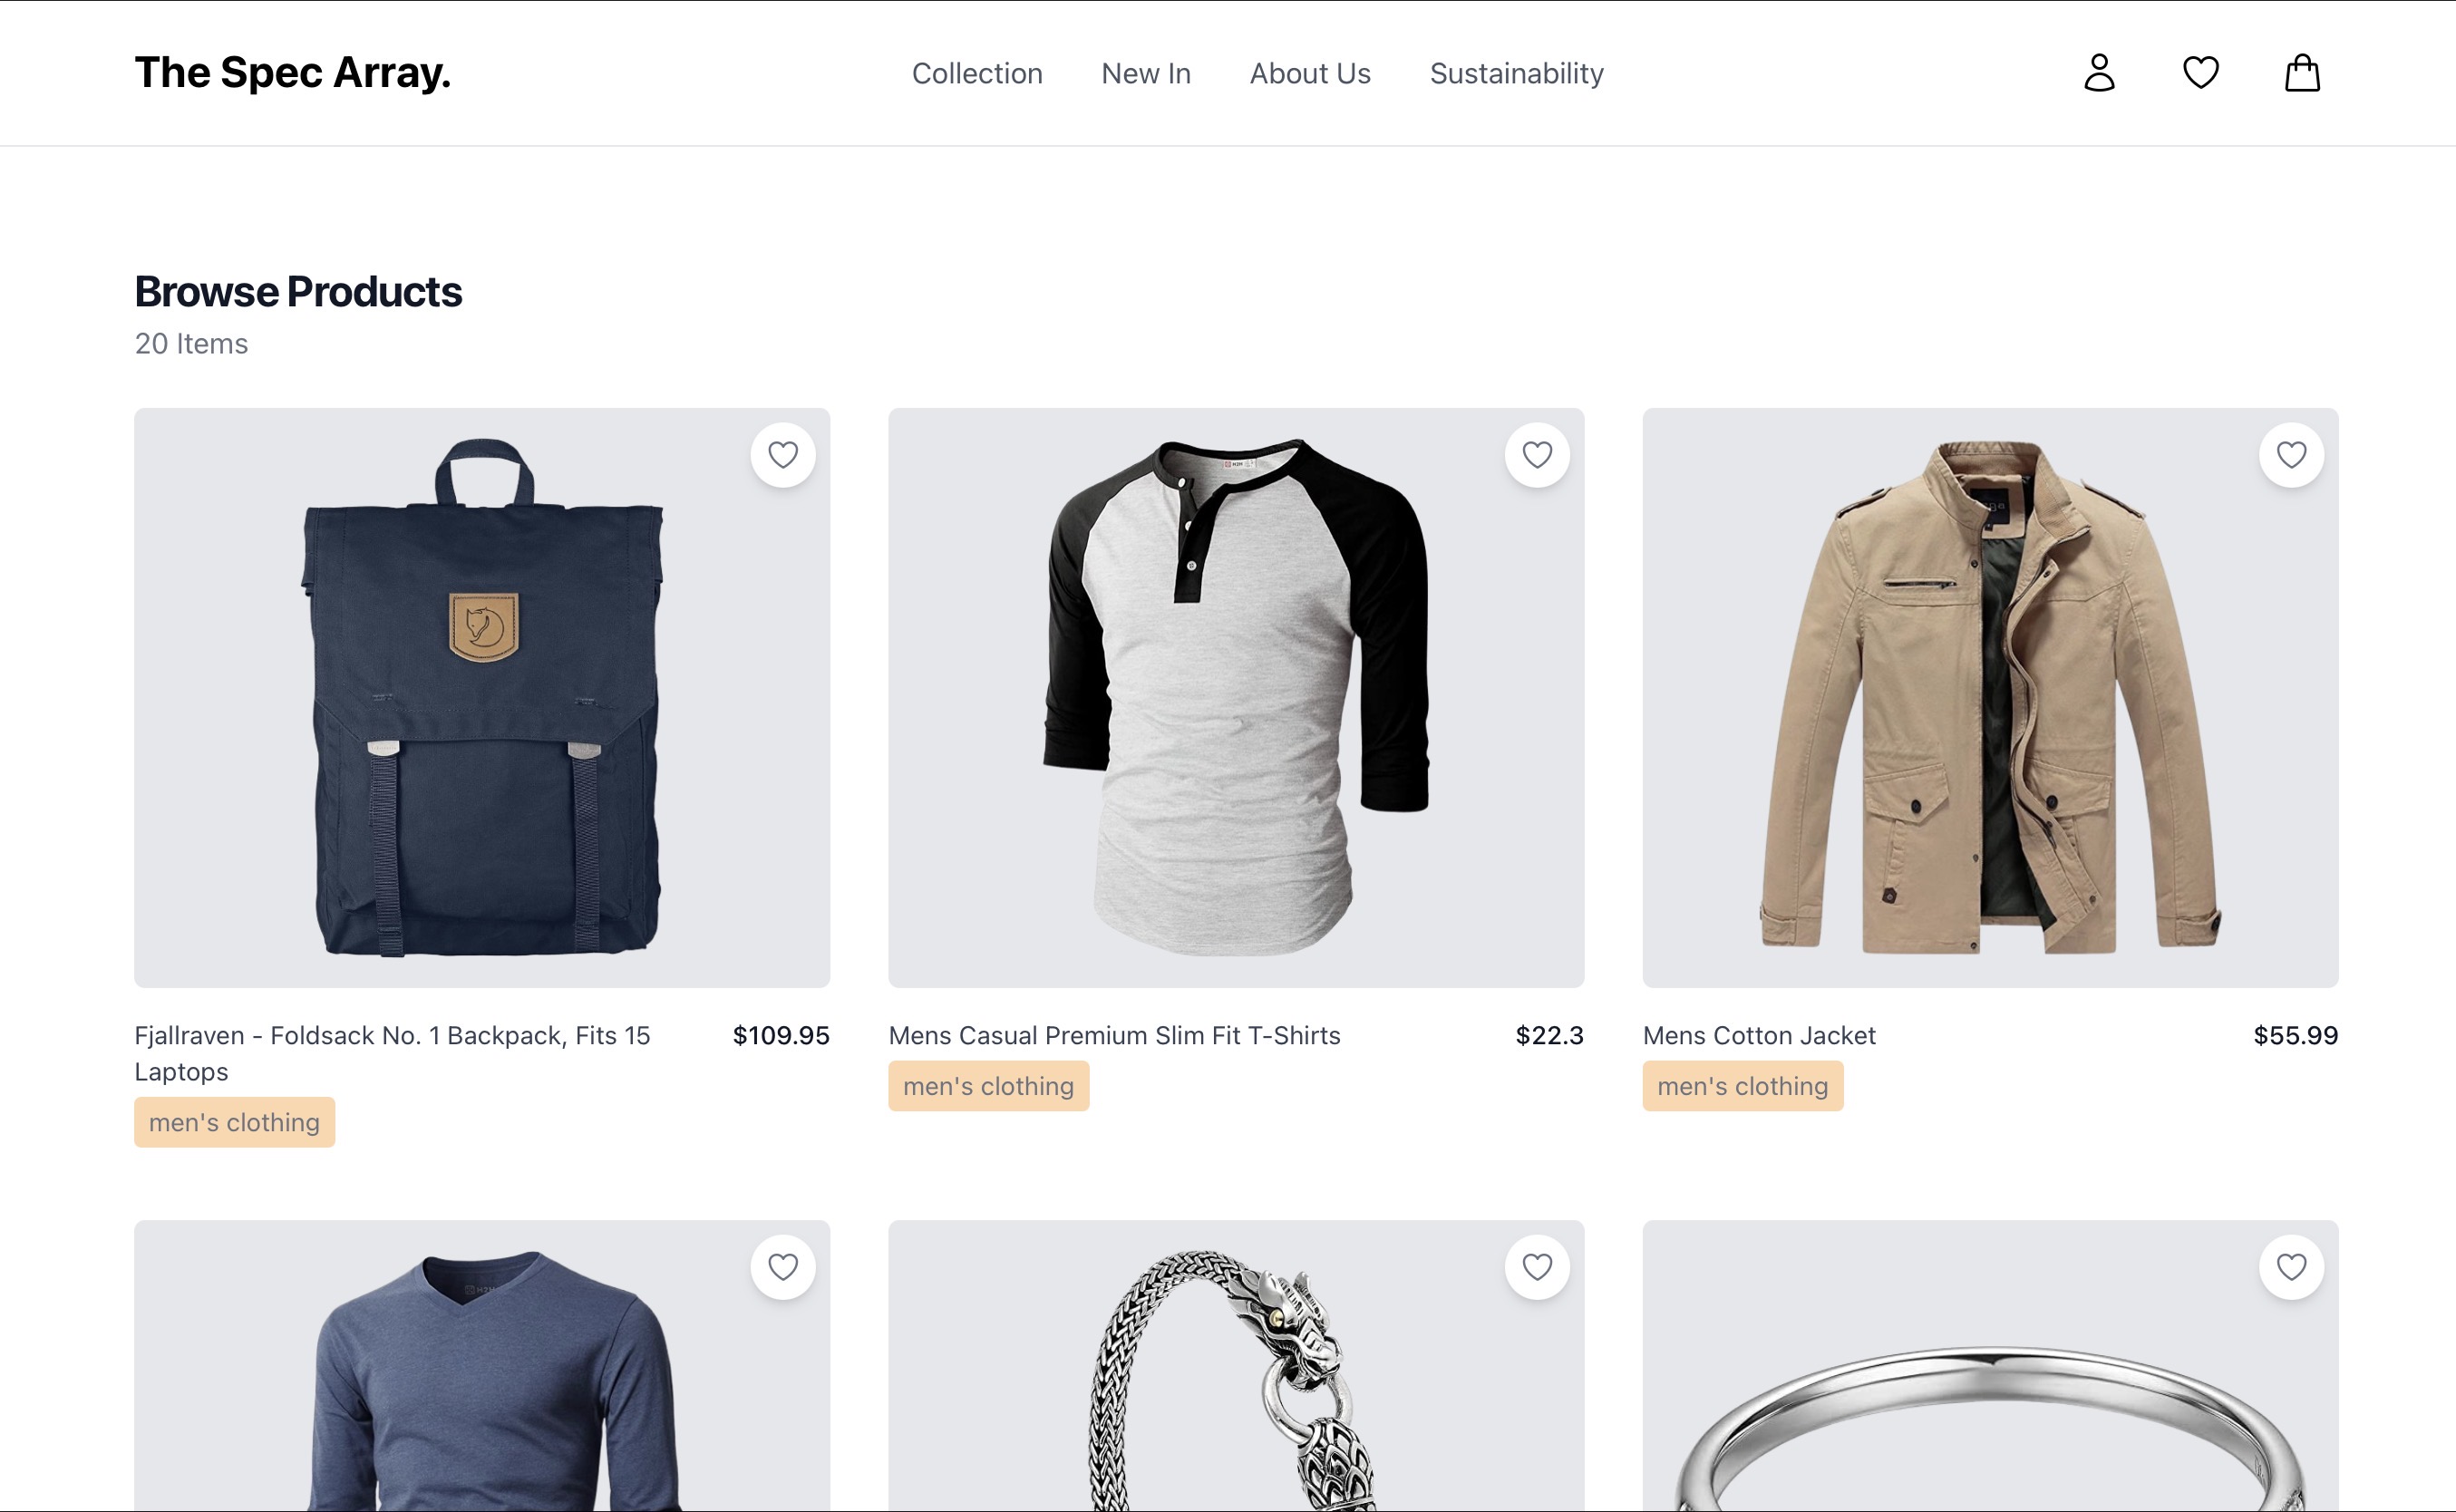 The Spec Array.
Collection
New In
About Us
Sustainability
Browse Products
20 Items
Fjallraven - Foldsack No. 1 Backpack, Fits 15
Laptops
$109.95
men's clothing
Mens Casual Premium Slim Fit T-Shirts
$22.3
men's clothing
Mens Cotton Jacket
$55.99
men's clothing